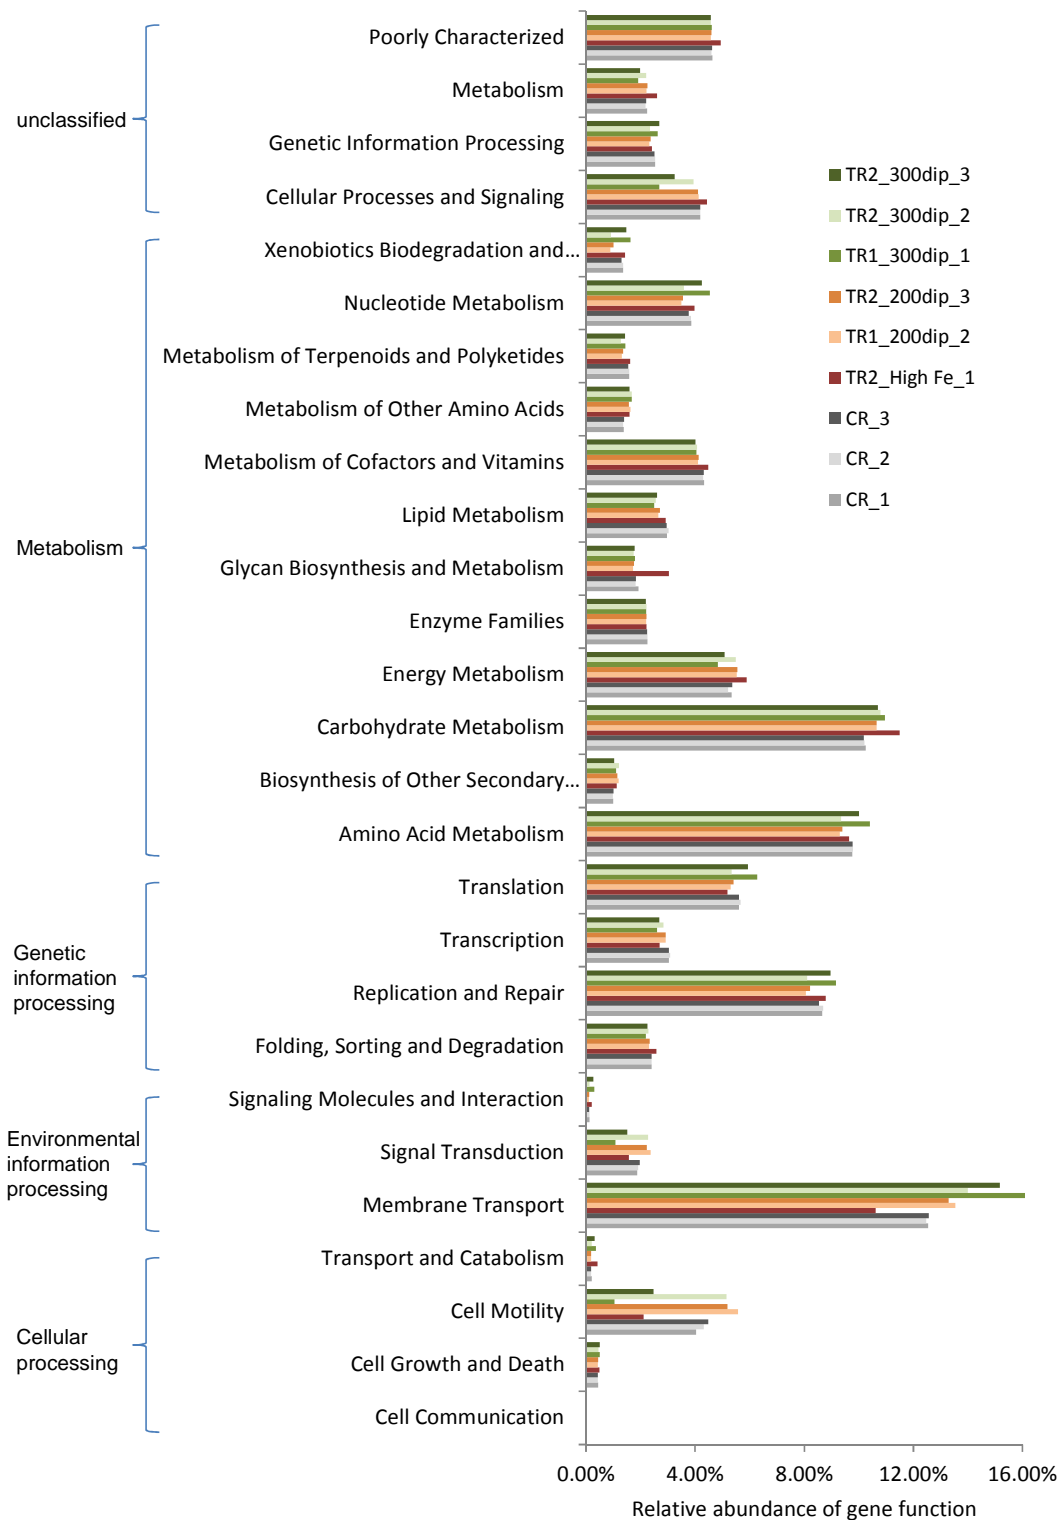 Poorly Characterized
Metabolism
unclassified
Genetic Information Processing
Cellular Processes and Signaling
Xenobiotics Biodegradation and...
Nucleotide Metabolism
Metabolism of Terpenoids and Polyketides
Metabolism of Other Amino Acids
Metabolism of Cofactors and Vitamins
Lipid Metabolism
Metabolism
Glycan Biosynthesis and Metabolism
Enzyme Families
Energy Metabolism
Carbohydrate Metabolism
Biosynthesis of Other Secondary...
Amino Acid Metabolism
Translation
Transcription
Genetic
information
processing
Replication and Repair
Folding, Sorting and Degradation
Signaling Molecules and Interaction
Environmental
information
processing
Signal Transduction
Membrane Transport
Transport and Catabolism
Cell Motility
Cellular
processing
Cell Growth and Death
Cell Communication
TR2_300dip_3
TR2_300dip_2
TR1_300dip_1
TR2_200dip_3
TR1_200dip_2
TR2_High Fe_1
CR_3
CR_2
CR_1
0.00% 4.00% 8.00% 12.00% 16.00%
Relative abundance of gene function